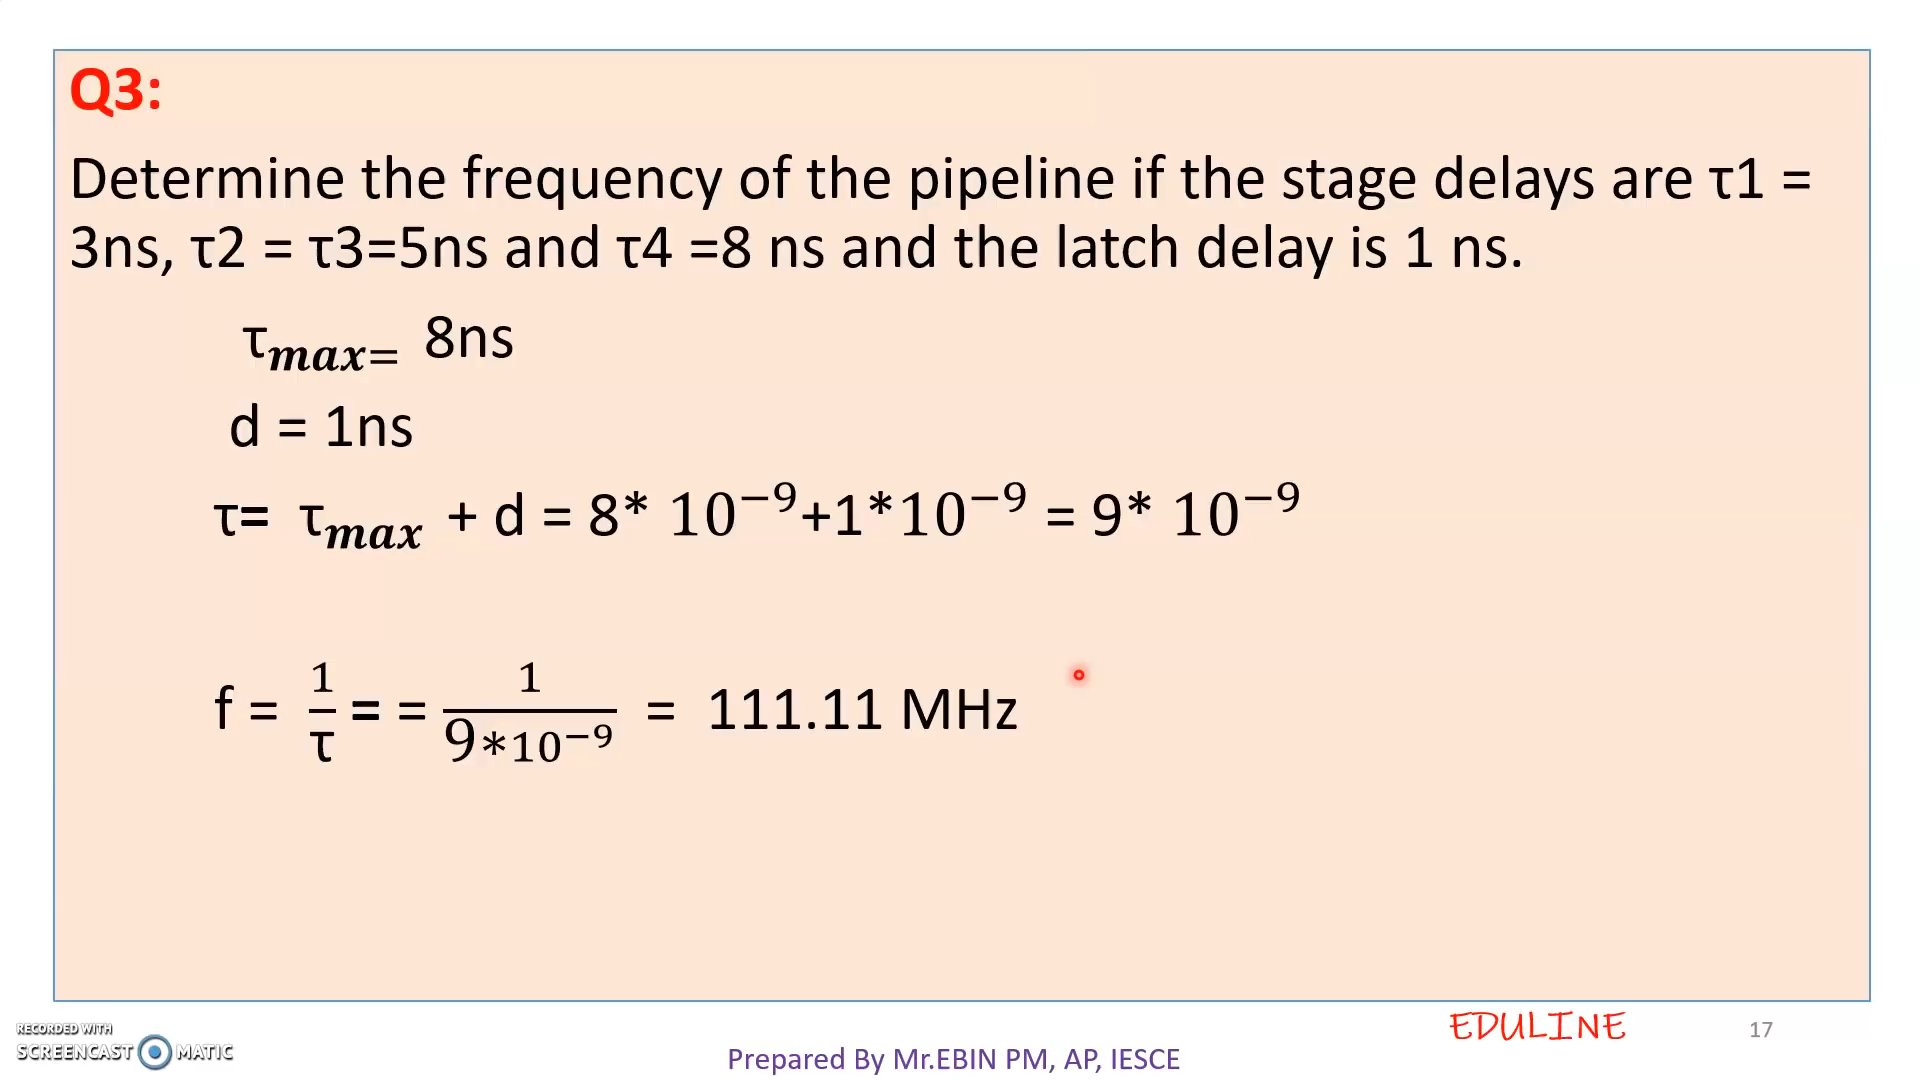 Q3:
Determine the frequency of the pipeline if the stage delays are τ1 =
3ns, τ2 = τ3=5ns and τ4 =8 ns and the latch delay is 1 ns.
τmax= 8ns
d = 1ns
τ= τmax + d = 8* 10⁻⁹+1*10⁻⁹ = 9* 10⁻⁹
f = 1/τ = = 1/9*10⁻⁹ = 111.11 MHz
EDULINE
17
RECORDED WITH
SCREENCAST MATIC
Prepared By Mr.EBIN PM, AP, IESCE